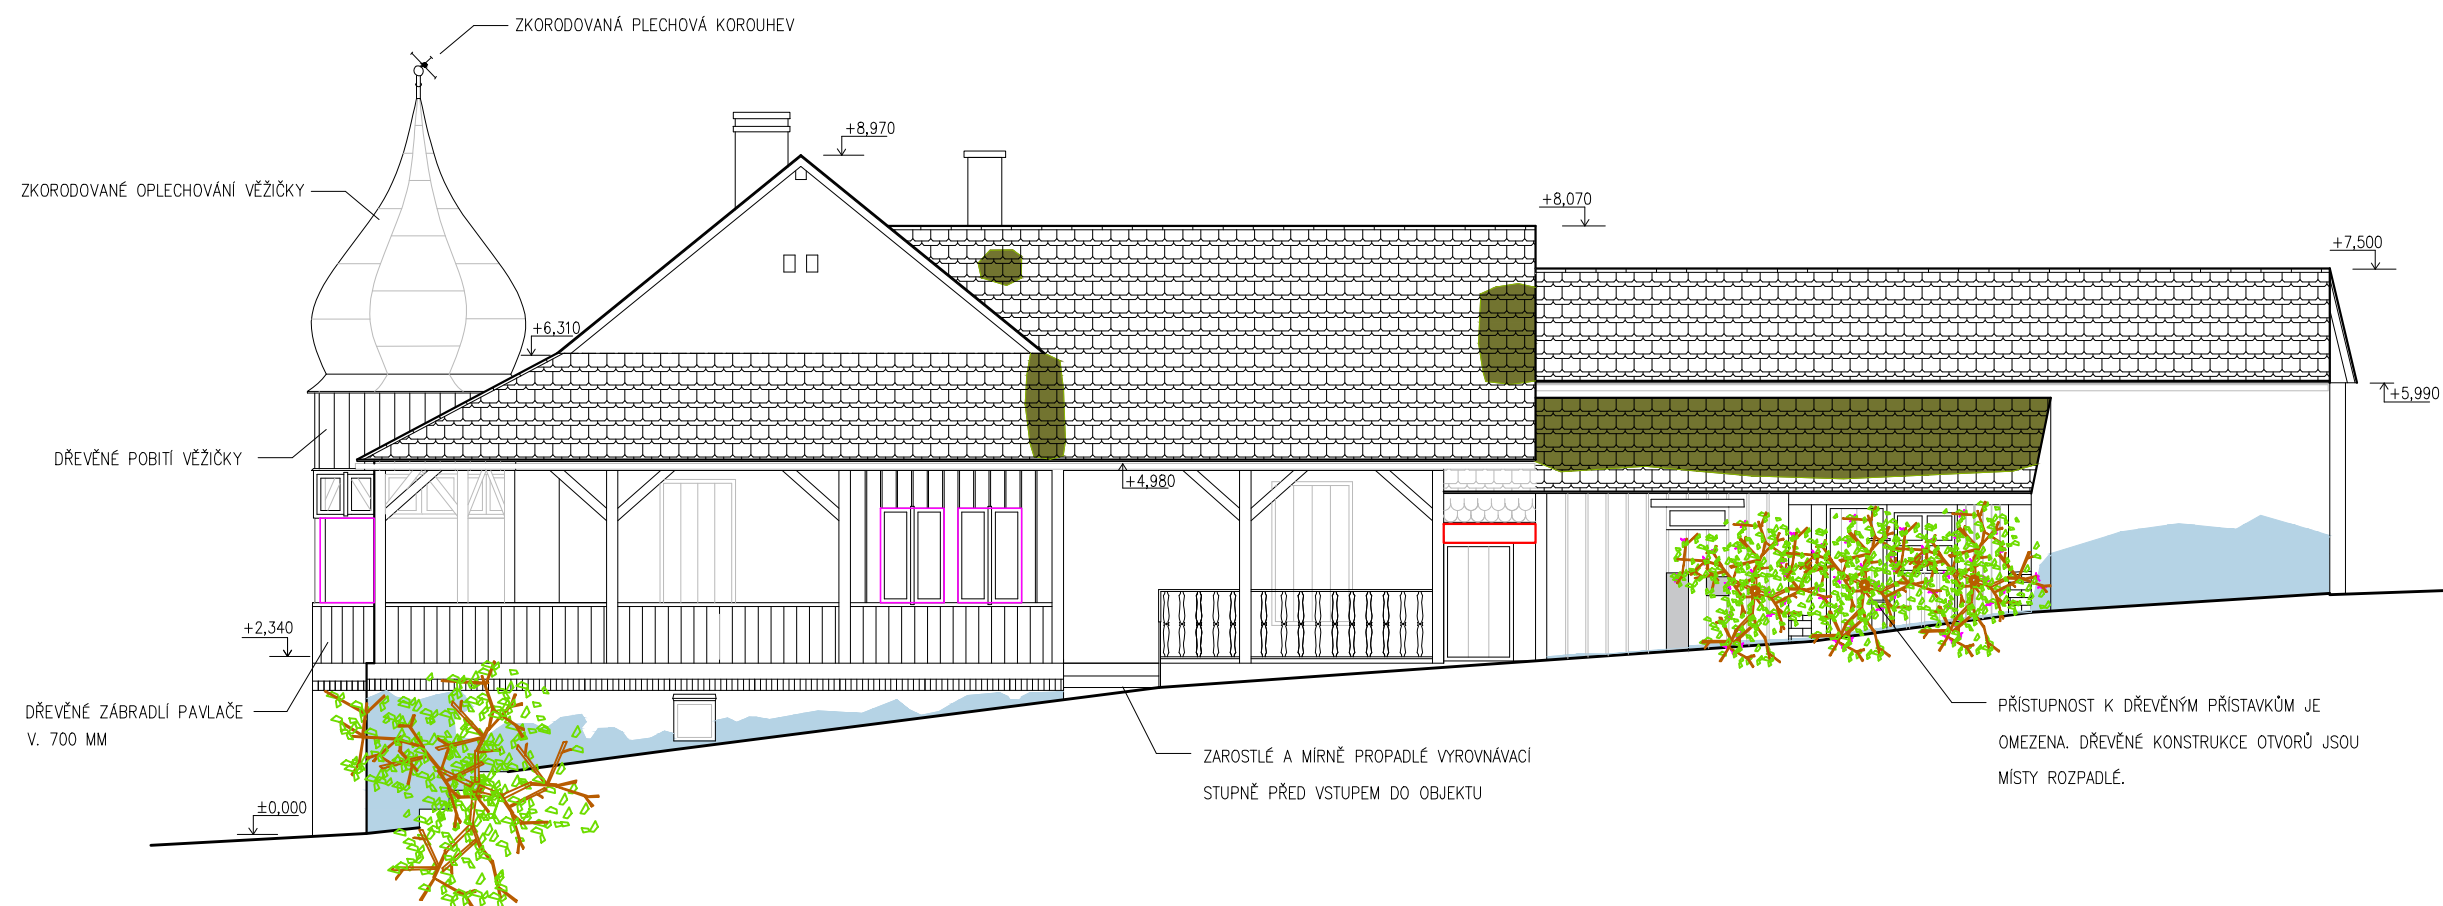 ZKORODOVANÁ PLECHOVÁ KOROUHEV
+8,970
ZKORODOVANÉ OPLECHOVÁNÍ VĚŽIČKY
+8,070
+7,500
+6,310
+5,990
DŘEVĚNÉ POBITÍ VĚŽIČKY
+4,980
+2,340
DŘEVĚNÉ ZÁBRADLÍ PAVLAČE
V. 700 MM
PŘÍSTUPNOST K DŘEVĚNÝM PŘÍSTAVKŮM JE
OMEZENA. DŘEVĚNÉ KONSTRUKCE OTVORŮ JSOU
MÍSTY ROZPADLÉ.
ZAROSTLÉ A MÍRNĚ PROPADLÉ VYROVNÁVACÍ
STUPNĚ PŘED VSTUPEM DO OBJEKTU
±0,000